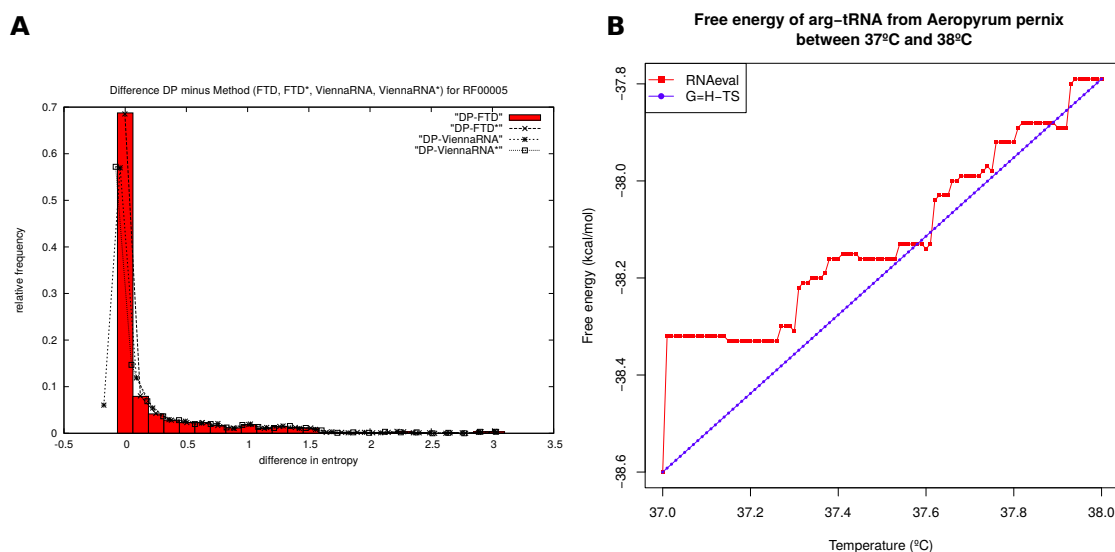 A
Difference DP minus Method (FTD, FTD*, ViennaRNA, ViennaRNA*) for RF00005
"DP-FTD"
"DP-FTD*"
"DP-ViennaRNA"
"DP-ViennaRNA*"
relative frequency
0.7
0.6
0.5
0.4
0.3
0.2
0.1
0
-0.5
0
0.5
1
1.5
2
2.5
3
3.5
difference in entropy
B
Free energy of arg−tRNA from Aeropyrum pernix
between 37ºC and 38ºC
RNAeval
G=H−TS
Free energy (kcal/mol)
−37.8
−38.0
−38.2
−38.4
−38.6
37.0
37.2
37.4
37.6
37.8
38.0
Temperature (ºC)